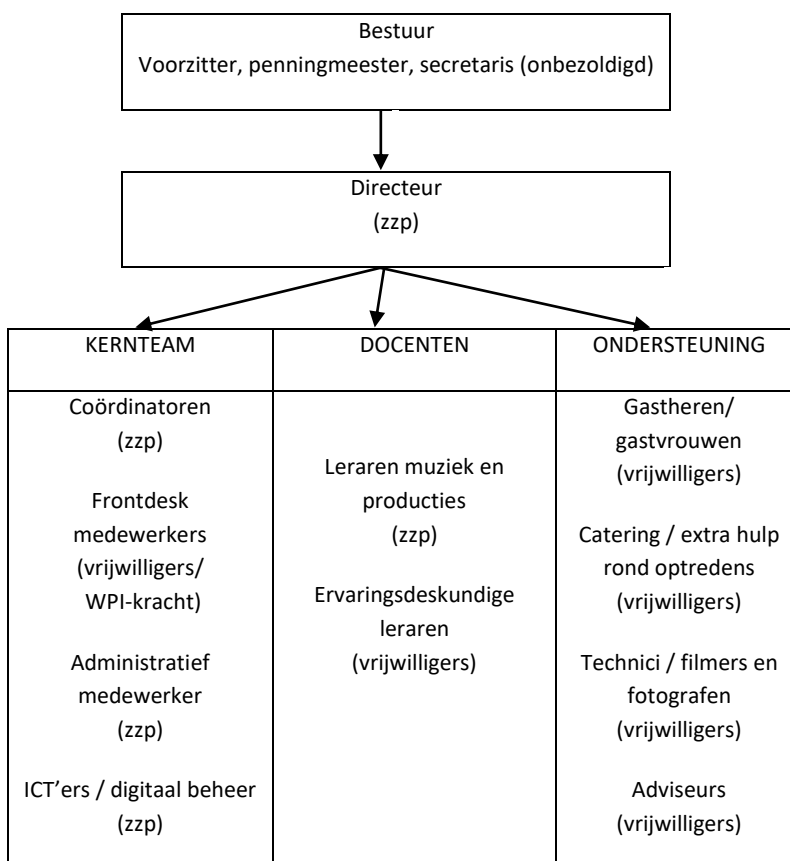 Bestuur
Voorzitter, penningmeester, secretaris (onbezoldigd)
Directeur
(zzp)
KERNTEAM
Coördinatoren
(zzp)
Frontdesk
medewerkers
(vrijwilligers/
WPI-kracht)
Administratief
medewerker
(zzp)
ICT’ers / digitaal beheer
(zzp)
DOCENTEN
Leraren muziek en
producties
(zzp)
Ervaringsdeskundige
leraren
(vrijwilligers)
ONDERSTEUNING
Gastheren/
gastvrouwen
(vrijwilligers)
Catering / extra hulp
rond optredens
(vrijwilligers)
Technici / filmers en
fotografen
(vrijwilligers)
Adviseurs
(vrijwilligers)